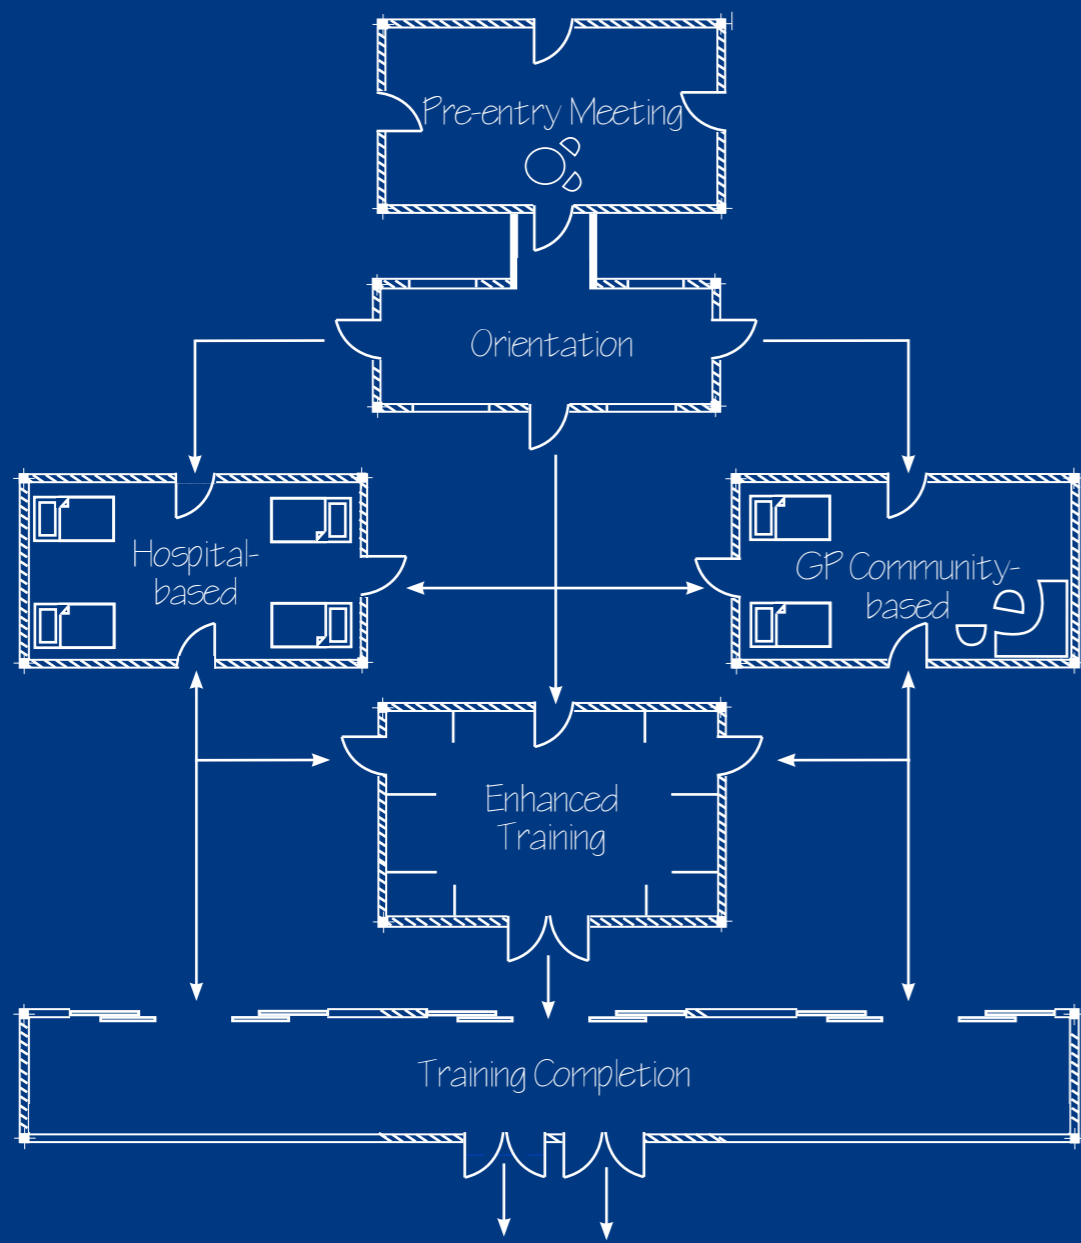 Pre-entry Meeting
Orientation
Hospital-
based
GP Community-
based
Enhanced
Training
Training Completion